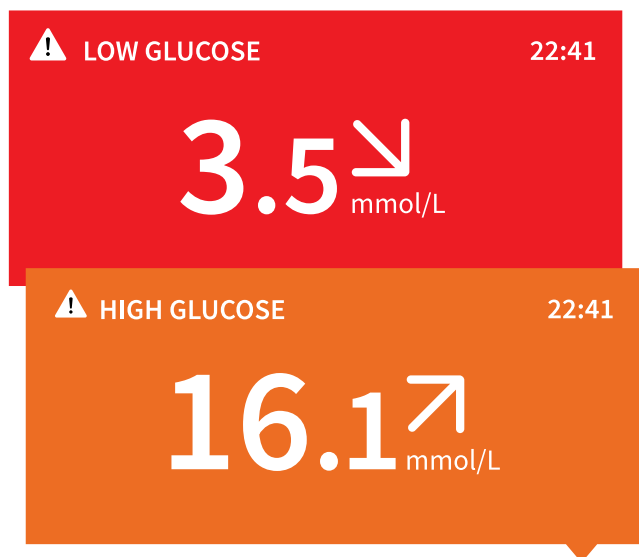 LOW GLUCOSE 22:41
3.5
mmol/L
HIGH GLUCOSE 22:41
16.1
mmol/L